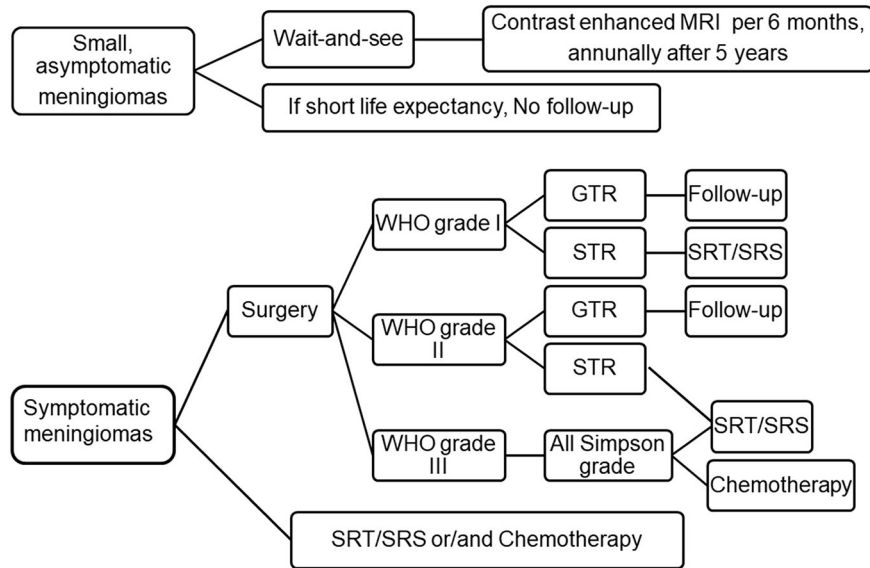 Small,
asymptomatic
meningiomas
Wait-and-see
Contrast enhanced MRI per 6 months,
annunally after 5 years
If short life expectancy, No follow-up
Symptomatic
meningiomas
Surgery
WHO grade I
GTR
Follow-up
STR
SRT/SRS
WHO grade
II
GTR
Follow-up
STR
WHO grade
III
All Simpson
grade
SRT/SRS
Chemotherapy
SRT/SRS or/and Chemotherapy